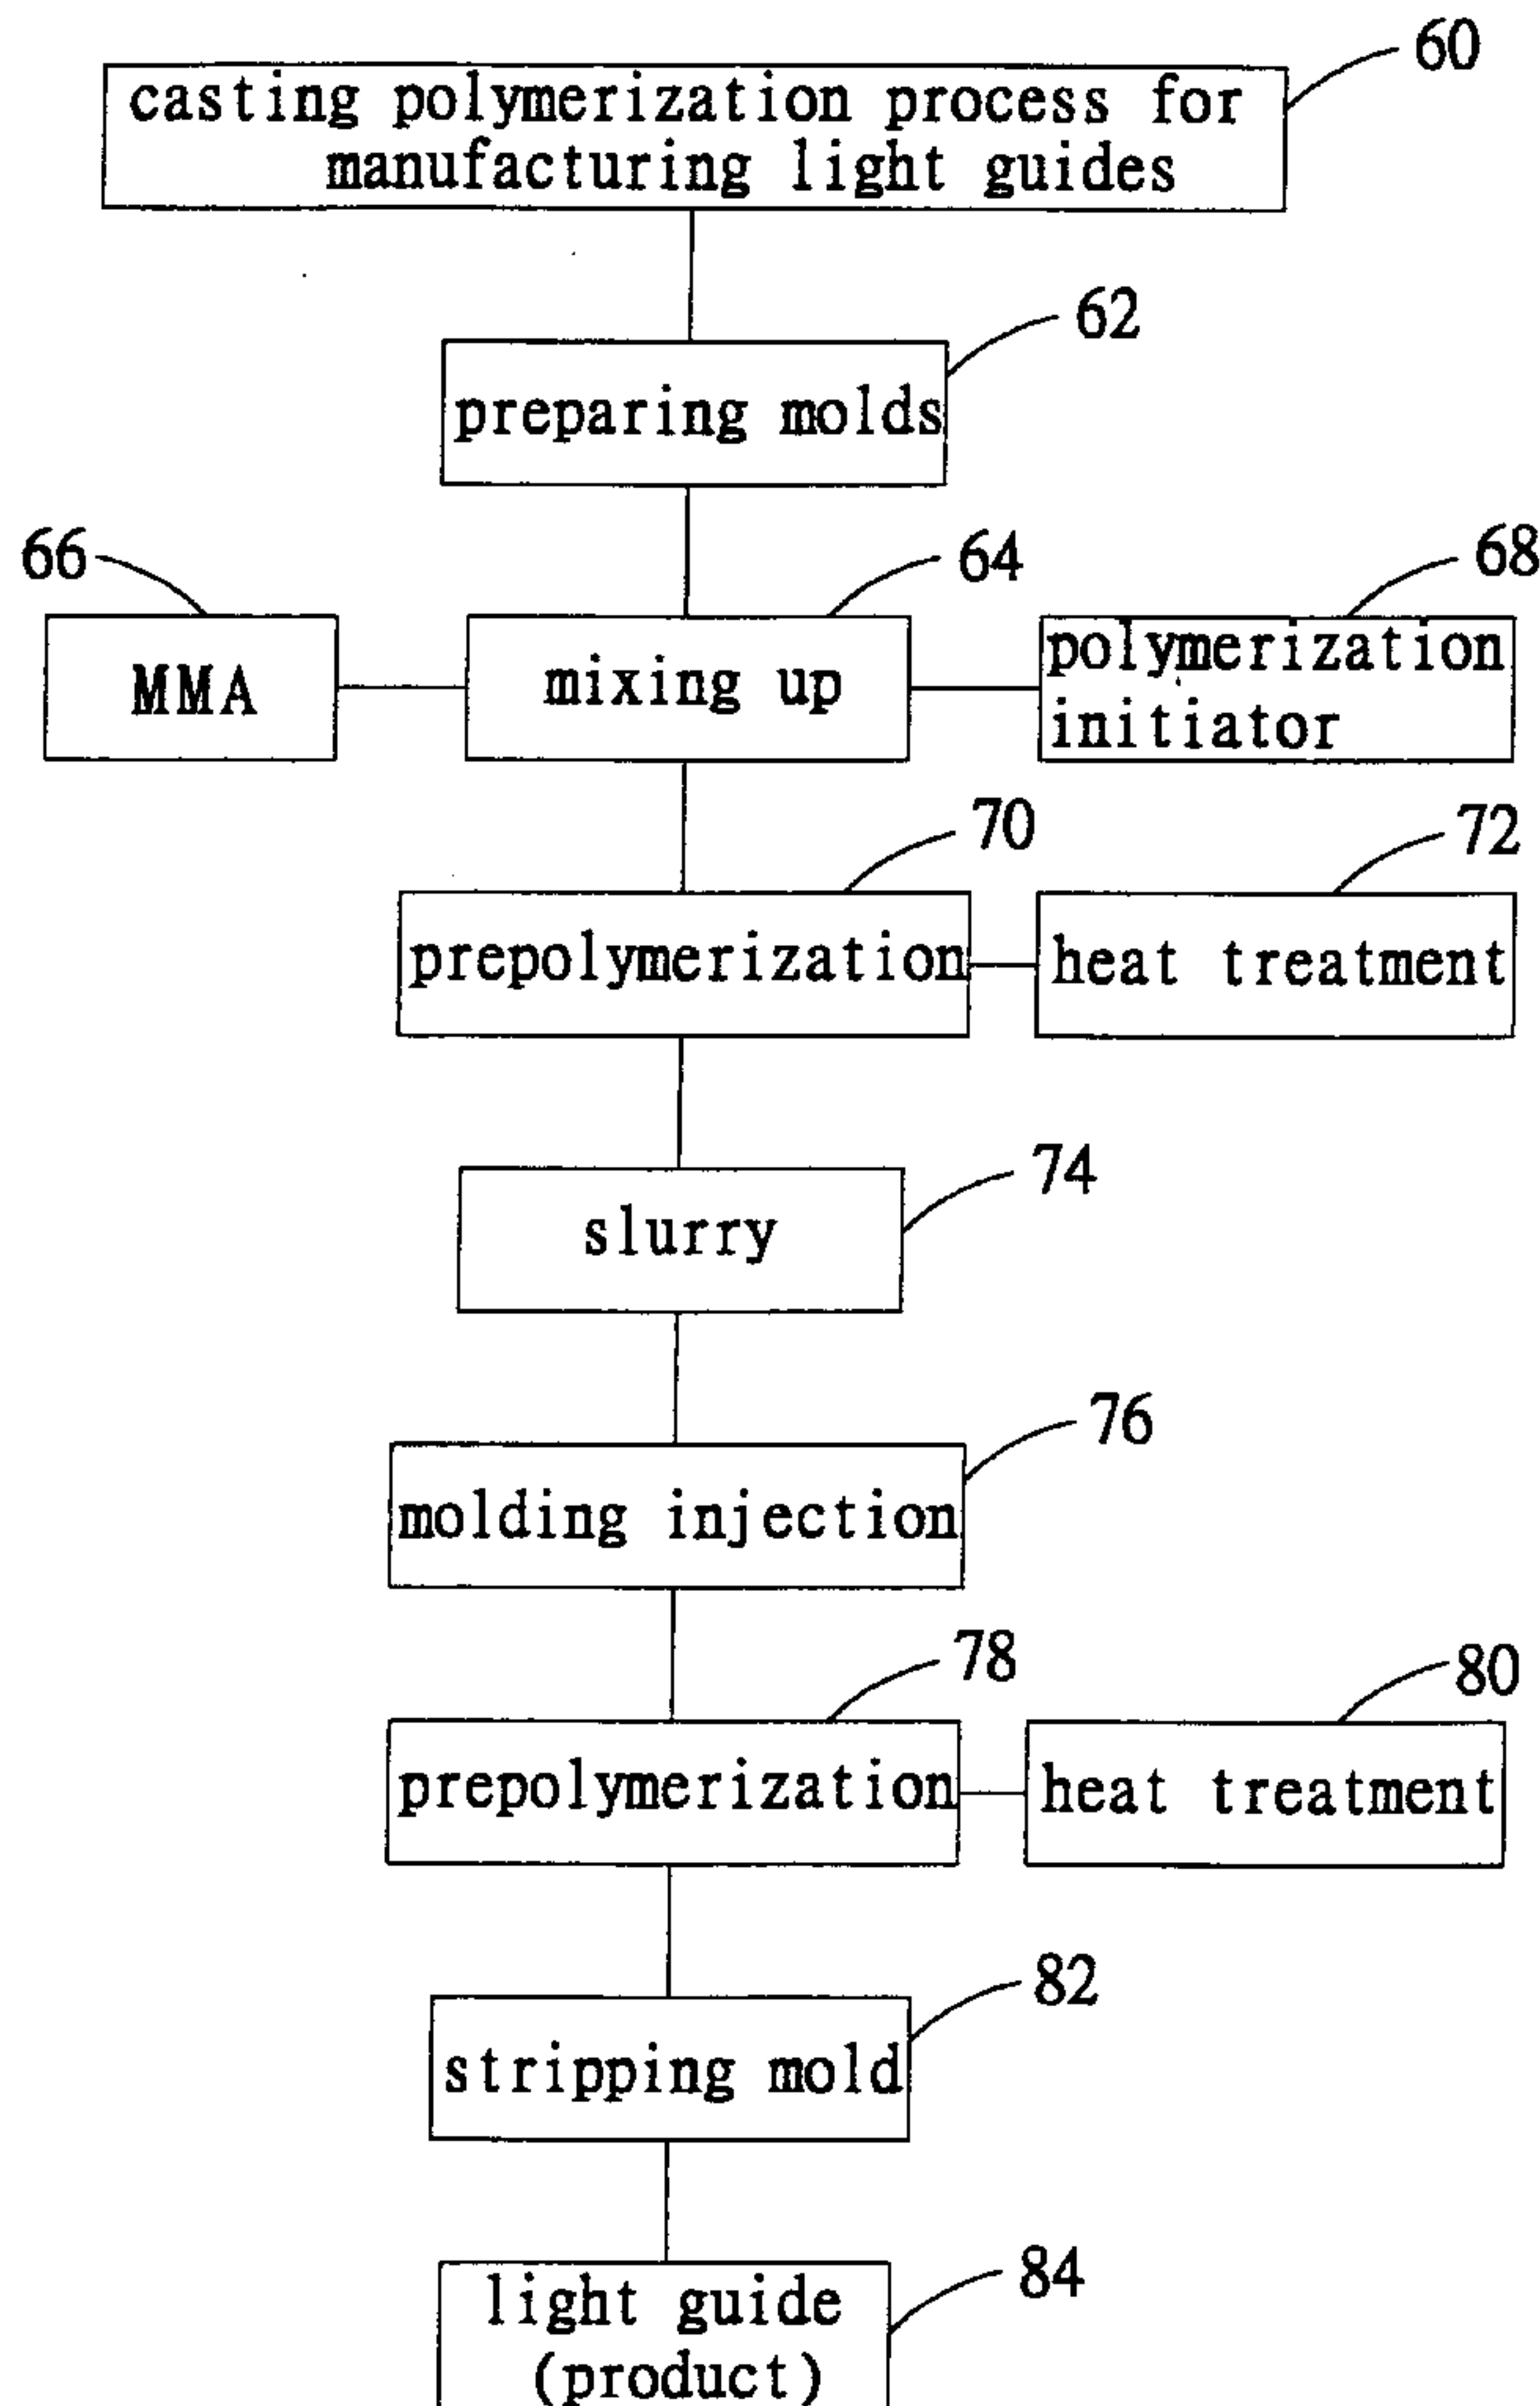 60
casting polymerization process for
manufacturing light guides
62
preparing molds
66
64
68
MMA
mixing up
polymerization
initiator
70
72
prepolymerization
heat treatment
74
slurry
76
molding injection
78
80
prepolymerization
heat treatment
82
stripping mold
84
light guide
(product)